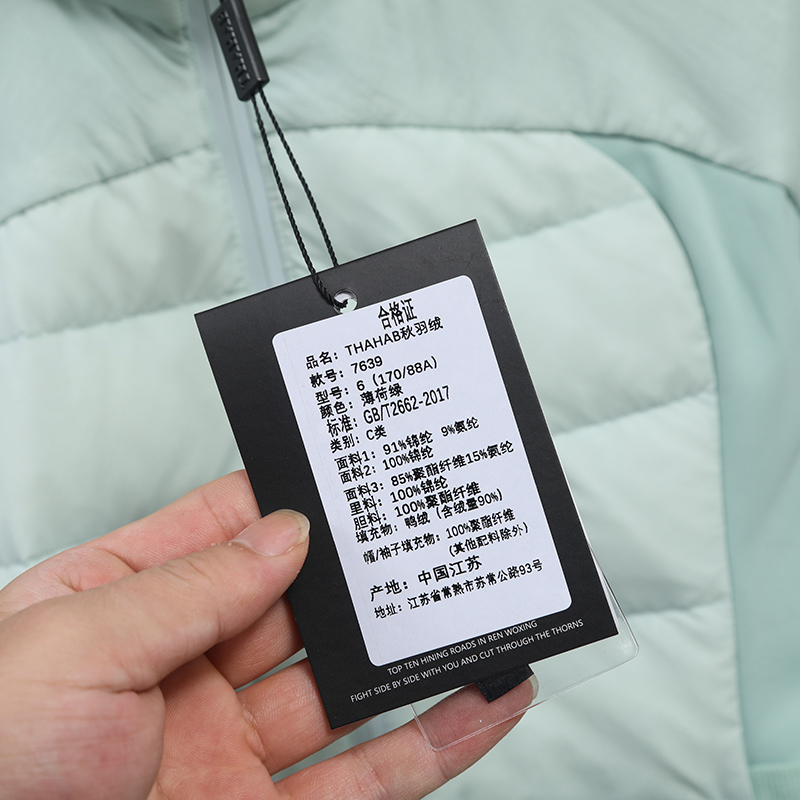 合格证
品名：THAHAB秋羽绒
款号：7639
型号：6（170/88A）
颜色：薄荷绿
标准：GB/T2662-2017
类别：C类
面料1：91%锦纶 9%氨纶
面料2：100%锦纶
面料3：85%聚酯纤维15%氨纶
里料：100%锦纶
胆料：100%聚酯纤维
填充物：鸭绒（含绒量90%）
帽/袖子填充物：100%聚酯纤维
（其他配料除外）
产地：中国江苏
地址：江苏省常熟市苏常公路93号
TOP TEN HINING ROADS IN REN WOXING
FIGHT SIDE BY SIDE WITH YOU AND CUT THROUGH THE THORNS